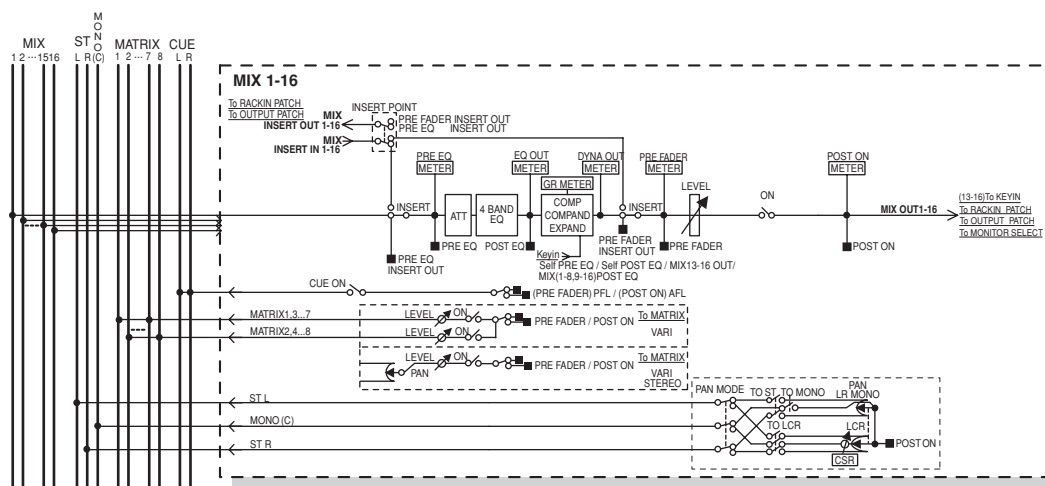 MIX
1 2 ··· 15 16
ST
L R
MONO
(C)
MATRIX
1 2 ··· 7 8
CUE
L R
MIX 1-16
To RACKIN PATCH
To OUTPUT PATCH
MIX
INSERT OUT 1-16
MIX
INSERT IN 1-16
INSERT POINT
PRE FADER INSERT OUT
PRE EQ INSERT OUT
PRE EQ
METER
EQ OUT
METER
DYNA OUT
METER
PRE FADER
METER
POST ON
METER
GR METER
LEVEL
INSERT
ATT
4 BAND
EQ
COMP
COMPAND
EXPAND
INSERT
ON
MIX OUT1-16
(13-16)To KEYIN
To RACKIN PATCH
To OUTPUT PATCH
To MONITOR SELECT
PRE EQ
INSERT OUT
PRE EQ
POST EQ
PRE FADER
INSERT OUT
PRE FADER
POST ON
Keyin
Self PRE EQ / Self POST EQ / MIX13-16 OUT/
MIX(1-8,9-16)POST EQ
CUE ON
(PRE FADER) PFL / (POST ON) AFL
MATRIX1,3...7
LEVEL
ON
PRE FADER / POST ON
To MATRIX
VARI
MATRIX2,4...8
LEVEL
ON
LEVEL
ON
PAN
PRE FADER / POST ON
To MATRIX
VARI
STEREO
ST L
MONO (C)
ST R
PAN MODE
TO ST
TO MONO
PAN
LR MONO
TO LCR
LCR
CSR
POST ON